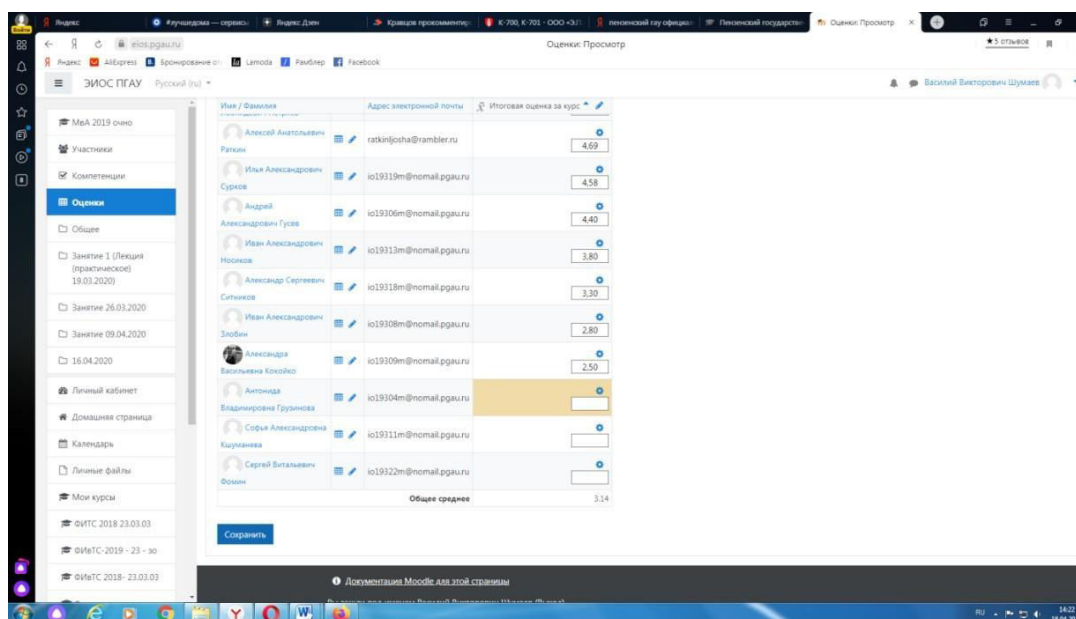 Яндекс
#лучшедома — сервисы
Яндекс.Дзен
Кравцов прокомментир
К-700, К-701 - ООО «ЭЛ
пензенский гау официал
Пензенский государстве
Оценки: Просмотр
Войти
eios.pgau.ru
Оценки: Просмотр
★5 отзывов
Яндекс
AliExpress
Бронирование от
Lamoda
Рамблер
Facebook
ЭИОС ПГАУ
Русский (ru)
Василий Викторович Шумаев
МвА 2019 очно
Участники
Компетенции
Оценки
Общее
Занятие 1 (Лекция
(практическое)
19.03.2020)
Занятие 26.03.2020
Занятие 09.04.2020
16.04.2020
Личный кабинет
Домашняя страница
Календарь
Личные файлы
Мои курсы
ФИТС 2018 23.03.03
ФИвТС-2019 - 23 - зо
ФИвТС 2018- 23.03.03
Имя / Фамилия
Адрес электронной почты
Итоговая оценка за курс
Алексей Анатольевич
Раткин
ratkinljosha@rambler.ru
4,69
Илья Александрович
Сурков
io19319m@nomail.pgau.ru
4,58
Андрей
Александрович Гусев
io19306m@nomail.pgau.ru
4,40
Иван Александрович
Носиков
io19313m@nomail.pgau.ru
3,80
Александр Сергеевич
Ситников
io19318m@nomail.pgau.ru
3,30
Иван Александрович
Злобин
io19308m@nomail.pgau.ru
2,80
Александра
Васильевна Кокойко
io19309m@nomail.pgau.ru
2,50
Антонида
Владимировна Грузинова
io19304m@nomail.pgau.ru
Софья Александровна
Кшуманева
io19311m@nomail.pgau.ru
Сергей Витальевич
Фомин
io19322m@nomail.pgau.ru
Общее среднее
3,14
Сохранить
Документация Moodle для этой страницы
RU
14:22